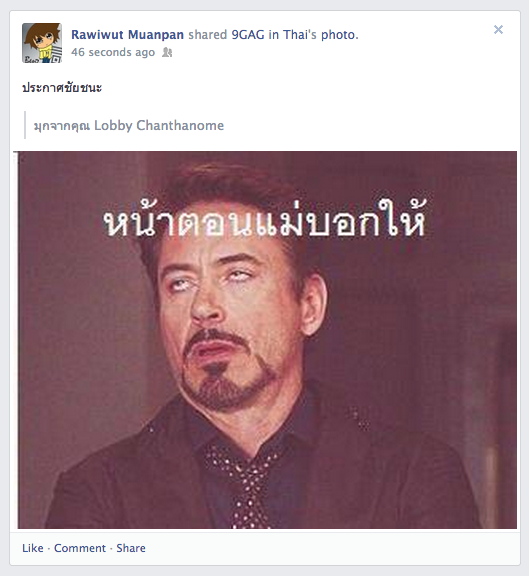 Rawiwut Muanpan shared 9GAG in Thai's photo.
46 seconds ago
ประกาศชัยชนะ
มุกจากคุณ Lobby Chanthanome
หน้าตอนแม่บอกให้
Like · Comment · Share